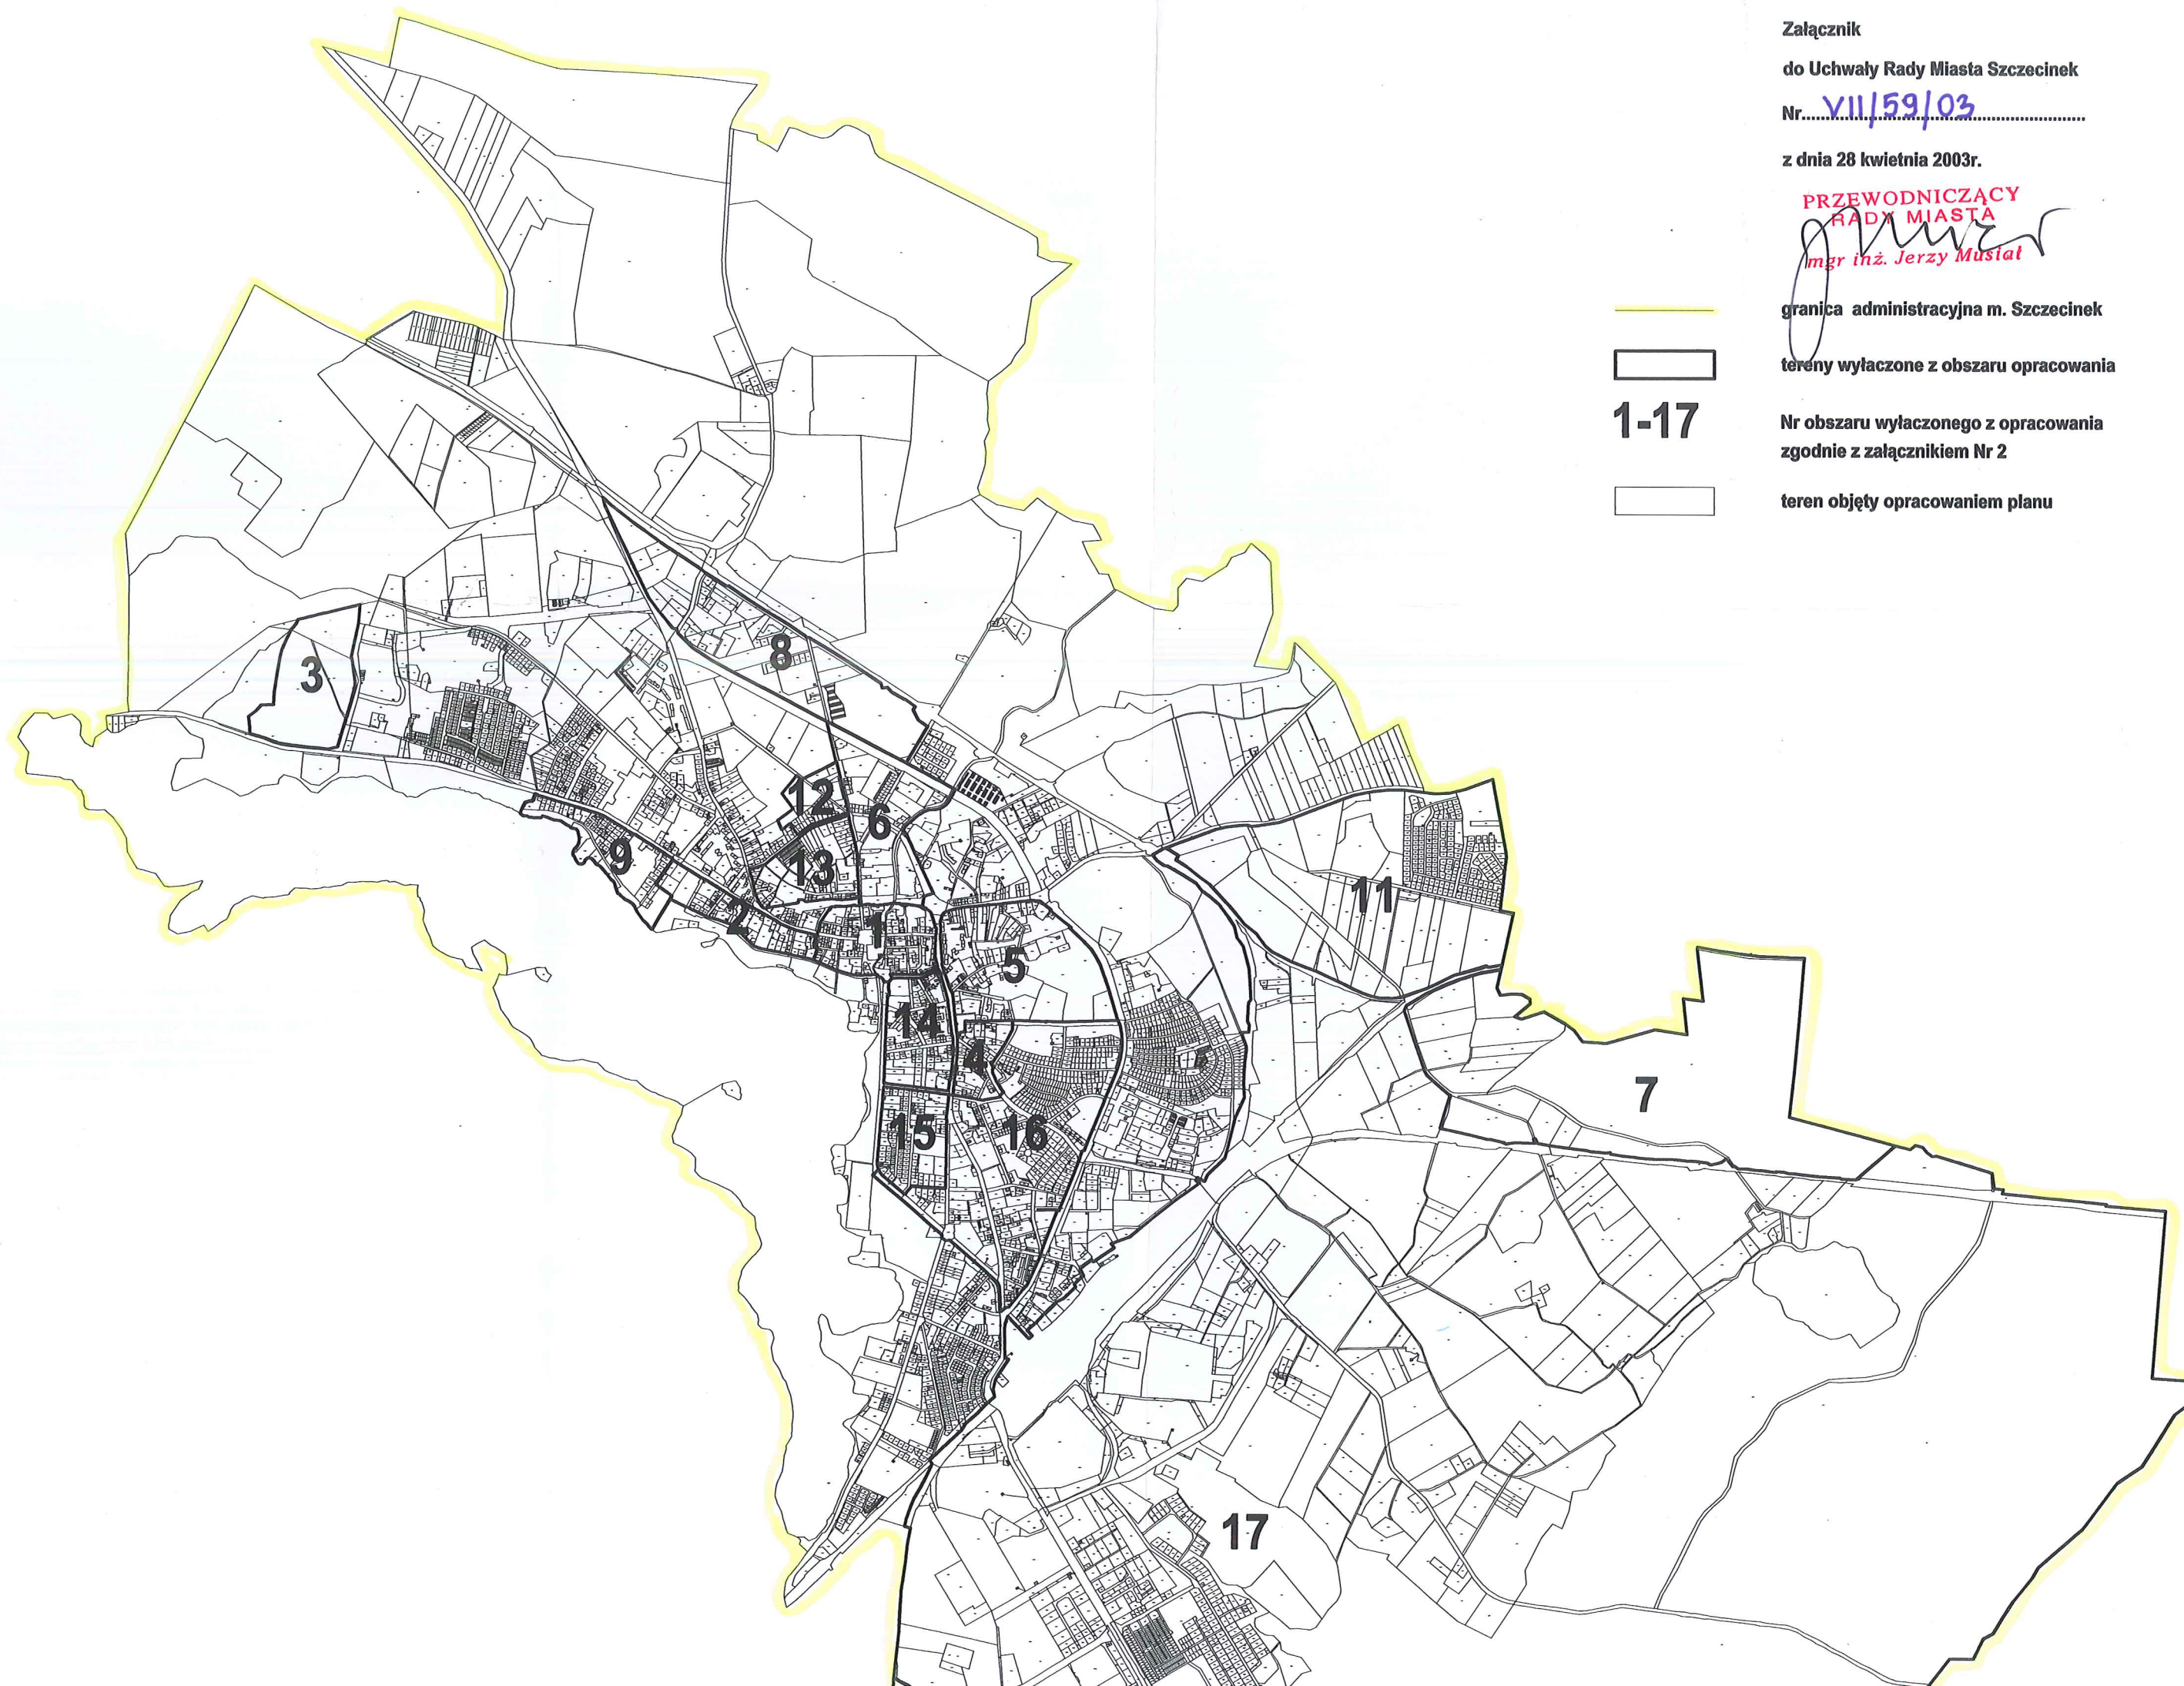 Załącznik
do Uchwały Rady Miasta Szczecinek
Nr.....VII/59/03..........................
z dnia 28 kwietnia 2003r.
PRZEWODNICZĄCY
RADY MIASTA
mgr inż. Jerzy Musiał
granica administracyjna m. Szczecinek
tereny wyłaczone z obszaru opracowania
1-17
Nr obszaru wyłaczonego z opracowania
zgodnie z załącznikiem Nr 2
teren objęty opracowaniem planu
8
3
12
6
13
9
11
2
1
5
14
4
7
15
16
17